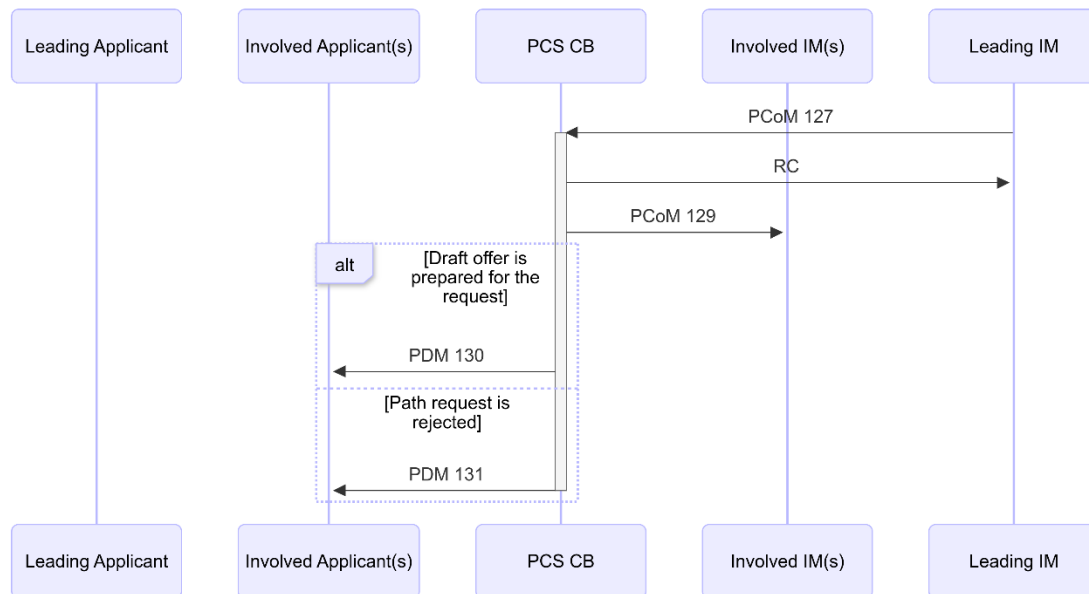 Leading Applicant
Involved Applicant(s)
PCS CB
Involved IM(s)
Leading IM
PCoM 127
RC
PCoM 129
alt
[Draft offer is
prepared for the
request]
PDM 130
[Path request is
rejected]
PDM 131
Leading Applicant
Involved Applicant(s)
PCS CB
Involved IM(s)
Leading IM